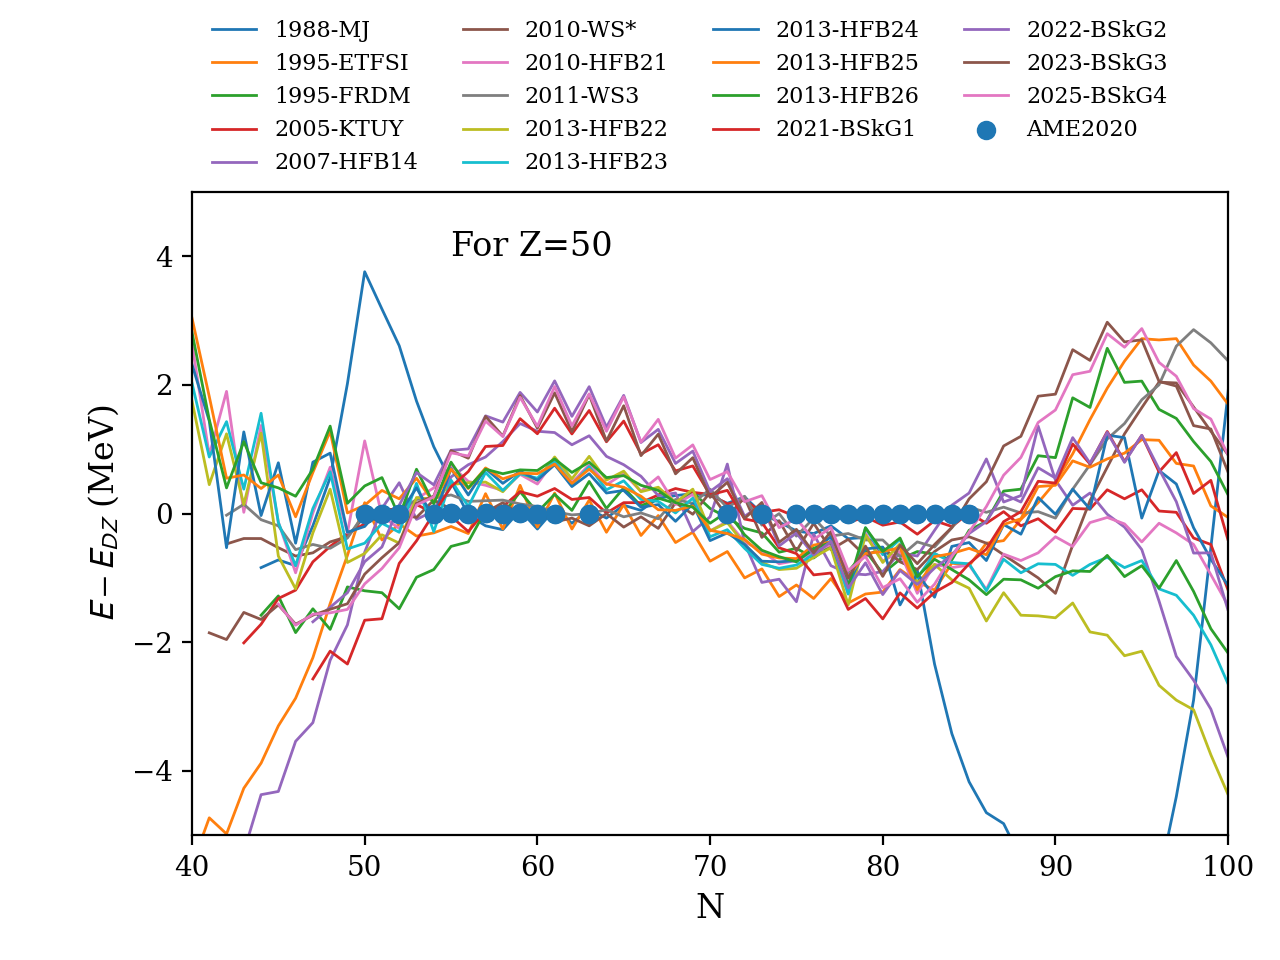 1988-MJ
1995-ETFSI
1995-FRDM
2005-KTUY
2007-HFB14
2010-WS*
2010-HFB21
2011-WS3
2013-HFB22
2013-HFB23
2013-HFB24
2013-HFB25
2013-HFB26
2021-BSkG1
2022-BSkG2
2023-BSkG3
2025-BSkG4
AME2020
For Z=50
E − E_DZ (MeV)
4
2
0
−2
−4
40 50 60 70 80 90 100
N